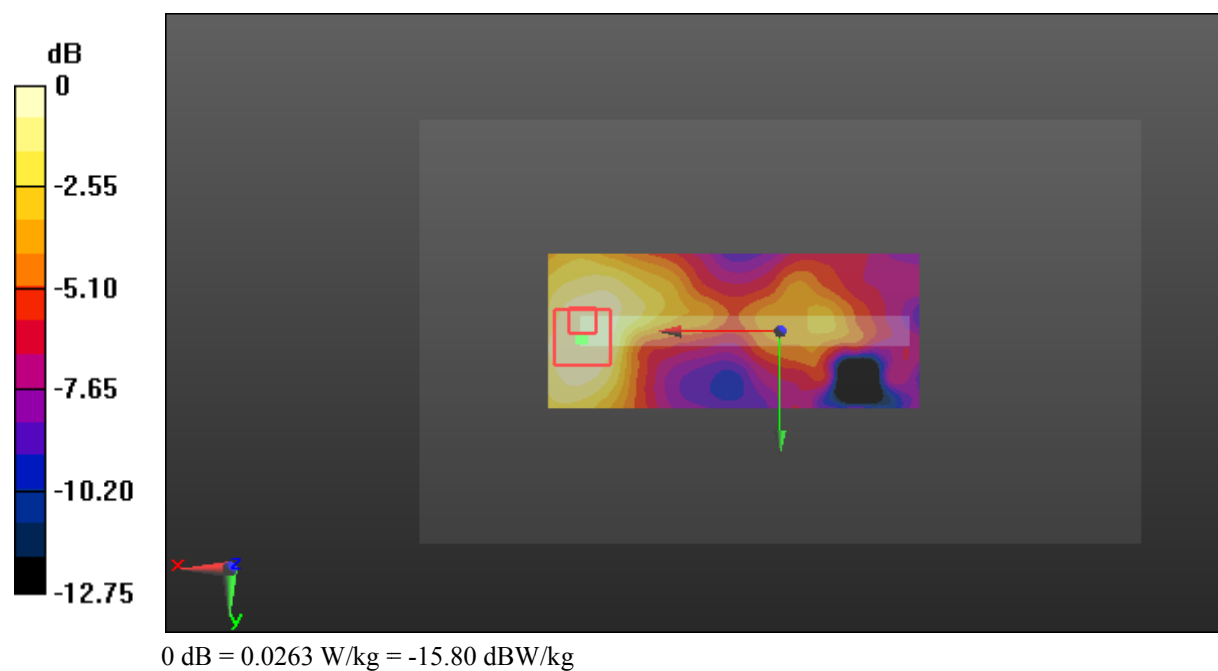 dB
0
-2.55
-5.10
-7.65
-10.20
-12.75
x
z
y
0 dB = 0.0263 W/kg = -15.80 dBW/kg